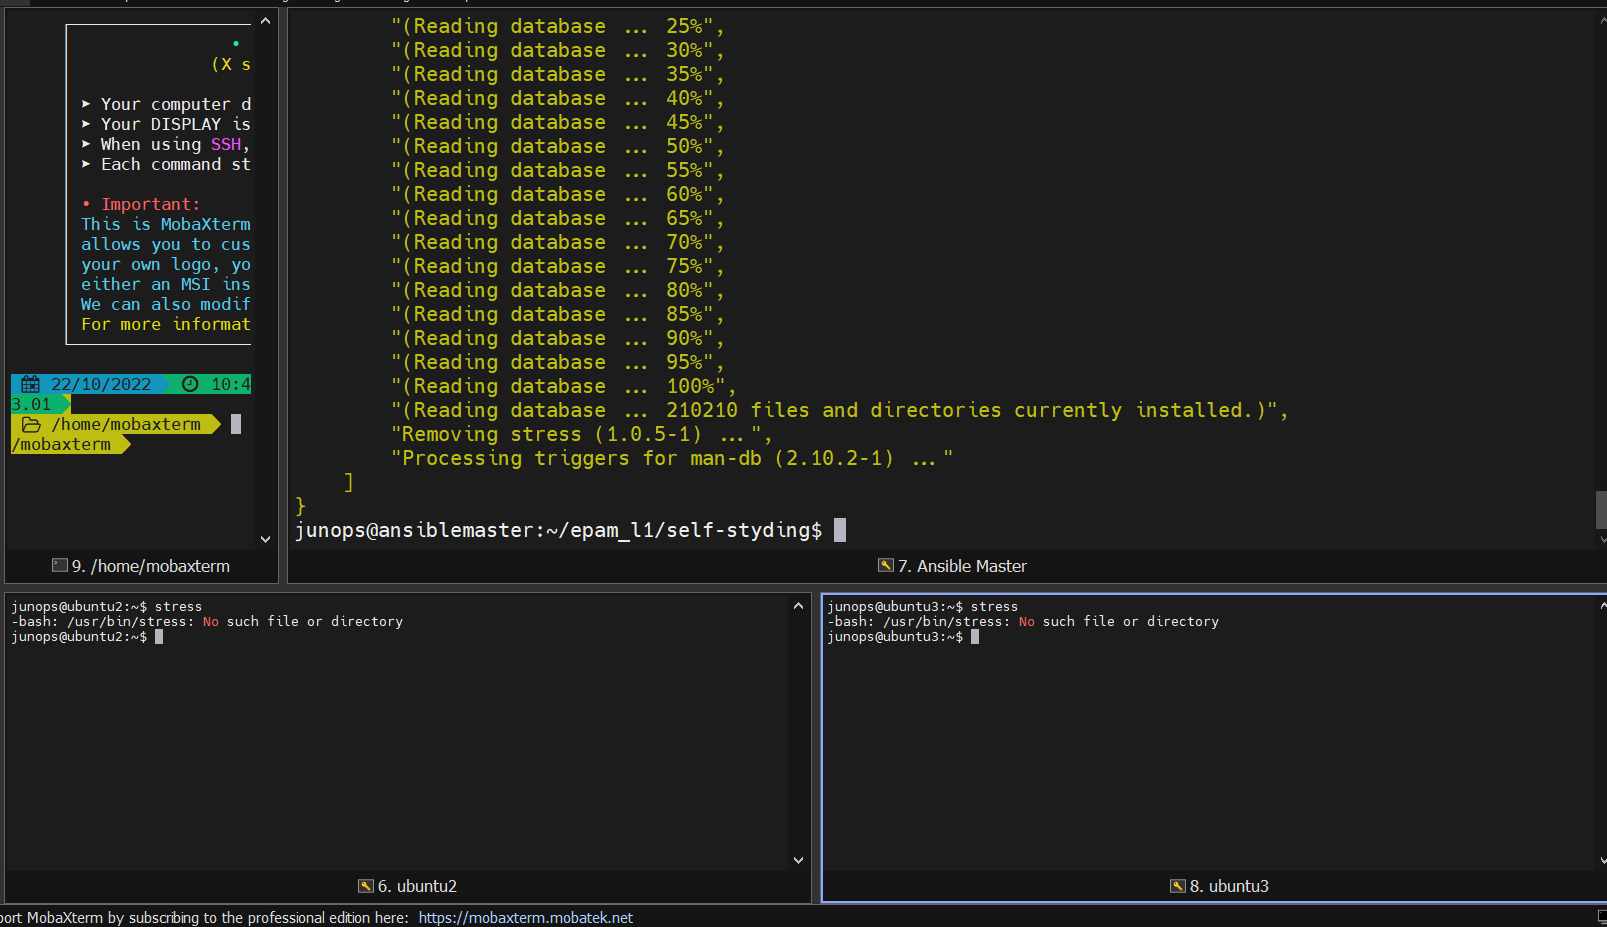 (X s
➤ Your computer d
➤ Your DISPLAY is
➤ When using SSH,
➤ Each command st
• Important:
This is MobaXterm
allows you to cus
your own logo, yo
either an MSI ins
We can also modif
For more informat
22/10/2022 10:4
3.01
/home/mobaxterm
/mobaxterm
9. /home/mobaxterm
"(Reading database ... 25%",
"(Reading database ... 30%",
"(Reading database ... 35%",
"(Reading database ... 40%",
"(Reading database ... 45%",
"(Reading database ... 50%",
"(Reading database ... 55%",
"(Reading database ... 60%",
"(Reading database ... 65%",
"(Reading database ... 70%",
"(Reading database ... 75%",
"(Reading database ... 80%",
"(Reading database ... 85%",
"(Reading database ... 90%",
"(Reading database ... 95%",
"(Reading database ... 100%",
"(Reading database ... 210210 files and directories currently installed.)",
"Removing stress (1.0.5-1) ...",
"Processing triggers for man-db (2.10.2-1) ..."
]
}
junops@ansiblemaster:~/epam_l1/self-styding$
7. Ansible Master
junops@ubuntu2:~$ stress
-bash: /usr/bin/stress: No such file or directory
junops@ubuntu2:~$
6. ubuntu2
junops@ubuntu3:~$ stress
-bash: /usr/bin/stress: No such file or directory
junops@ubuntu3:~$
8. ubuntu3
port MobaXterm by subscribing to the professional edition here: https://mobaxterm.mobatek.net